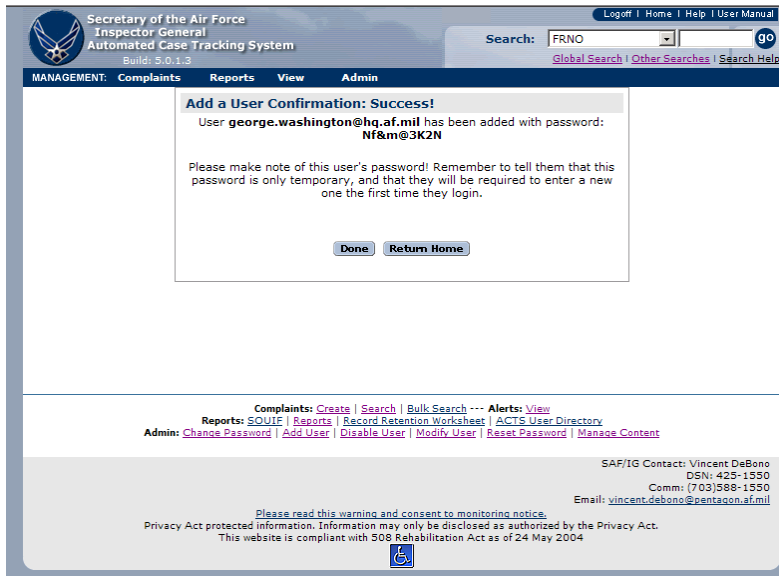 Secretary of the Air Force
Inspector General
Automated Case Tracking System
Build: 5.0.1.3
Logoff | Home | Help | User Manual
Search: FRNO go
Global Search | Other Searches | Search Help
MANAGEMENT: Complaints Reports View Admin
Add a User Confirmation: Success!
User george.washington@hq.af.mil has been added with password:
Nf&m@3K2N
Please make note of this user's password! Remember to tell them that this
password is only temporary, and that they will be required to enter a new
one the first time they login.
Done Return Home
Complaints: Create | Search | Bulk Search --- Alerts: View
Reports: SOUIF | Reports | Record Retention Worksheet | ACTS User Directory
Admin: Change Password | Add User | Disable User | Modify User | Reset Password | Manage Content
SAF/IG Contact: Vincent DeBono
DSN: 425-1550
Comm: (703)588-1550
Email: vincent.debono@pentagon.af.mil
Please read this warning and consent to monitoring notice.
Privacy Act protected information. Information may only be disclosed as authorized by the Privacy Act.
This website is compliant with 508 Rehabilitation Act as of 24 May 2004